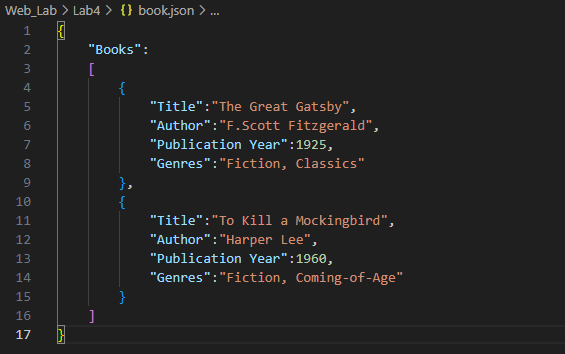 Web_Lab > Lab4 > {} book.json > ...
1 {
2 "Books":
3 [
4 {
5 "Title":"The Great Gatsby",
6 "Author":"F.Scott Fitzgerald",
7 "Publication Year":1925,
8 "Genres":"Fiction, Classics"
9 },
10 {
11 "Title":"To Kill a Mockingbird",
12 "Author":"Harper Lee",
13 "Publication Year":1960,
14 "Genres":"Fiction, Coming-of-Age"
15 }
16 ]
17 }